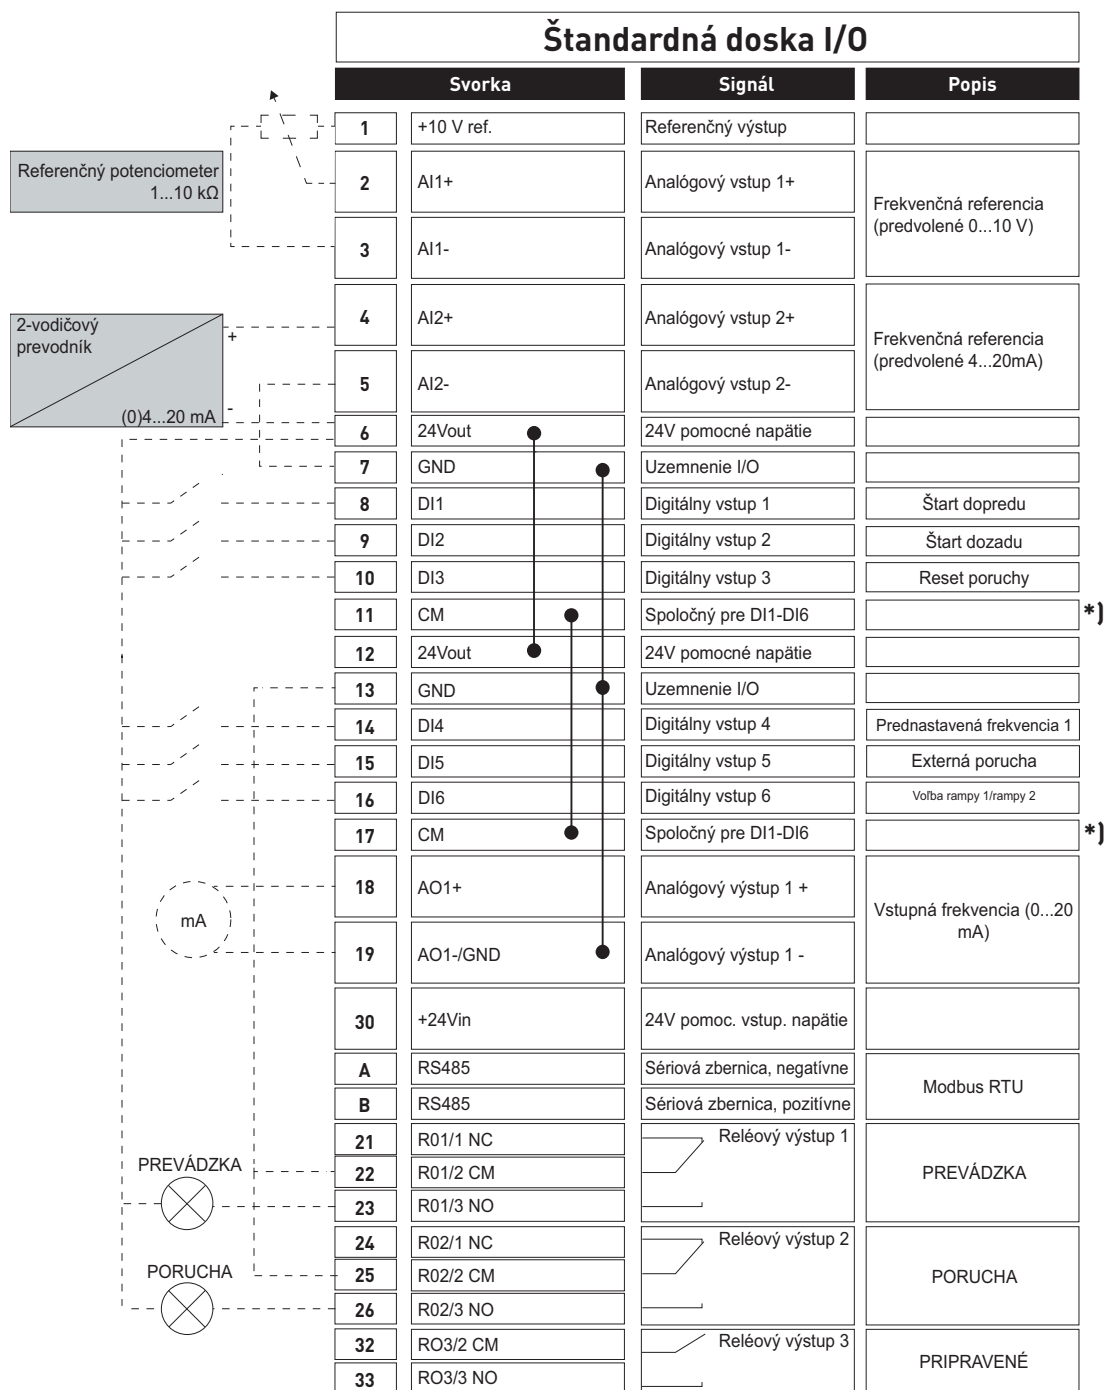 Štandardná doska I/O
Svorka Signál Popis
1 +10 V ref. Referenčný výstup
Referenčný potenciometer
1...10 kΩ
2 AI1+ Analógový vstup 1+
Frekvenčná referencia
(predvolené 0...10 V)
3 AI1- Analógový vstup 1-
2-vodičový
prevodník
+
-
(0)4...20 mA
4 AI2+ Analógový vstup 2+
Frekvenčná referencia
(predvolené 4...20mA)
5 AI2- Analógový vstup 2-
6 24Vout 24V pomocné napätie
7 GND Uzemnenie I/O
8 DI1 Digitálny vstup 1 Štart dopredu
9 DI2 Digitálny vstup 2 Štart dozadu
10 DI3 Digitálny vstup 3 Reset poruchy
11 CM Spoločný pre DI1-DI6 *)
12 24Vout 24V pomocné napätie
13 GND Uzemnenie I/O
14 DI4 Digitálny vstup 4 Prednastavená frekvencia 1
15 DI5 Digitálny vstup 5 Externá porucha
16 DI6 Digitálny vstup 6 Voľba rampy 1/rampy 2
17 CM Spoločný pre DI1-DI6 *)
18 AO1+ Analógový výstup 1 +
mA
Vstupná frekvencia (0...20
mA)
19 AO1-/GND Analógový výstup 1 -
30 +24Vin 24V pomoc. vstup. napätie
A RS485 Sériová zbernica, negatívne
Modbus RTU
B RS485 Sériová zbernica, pozitívne
21 R01/1 NC Reléový výstup 1
PREVÁDZKA
22 R01/2 CM PREVÁDZKA
23 R01/3 NO
24 R02/1 NC Reléový výstup 2
PORUCHA
25 R02/2 CM PORUCHA
26 R02/3 NO
32 RO3/2 CM Reléový výstup 3
PRIPRAVENÉ
33 RO3/3 NO